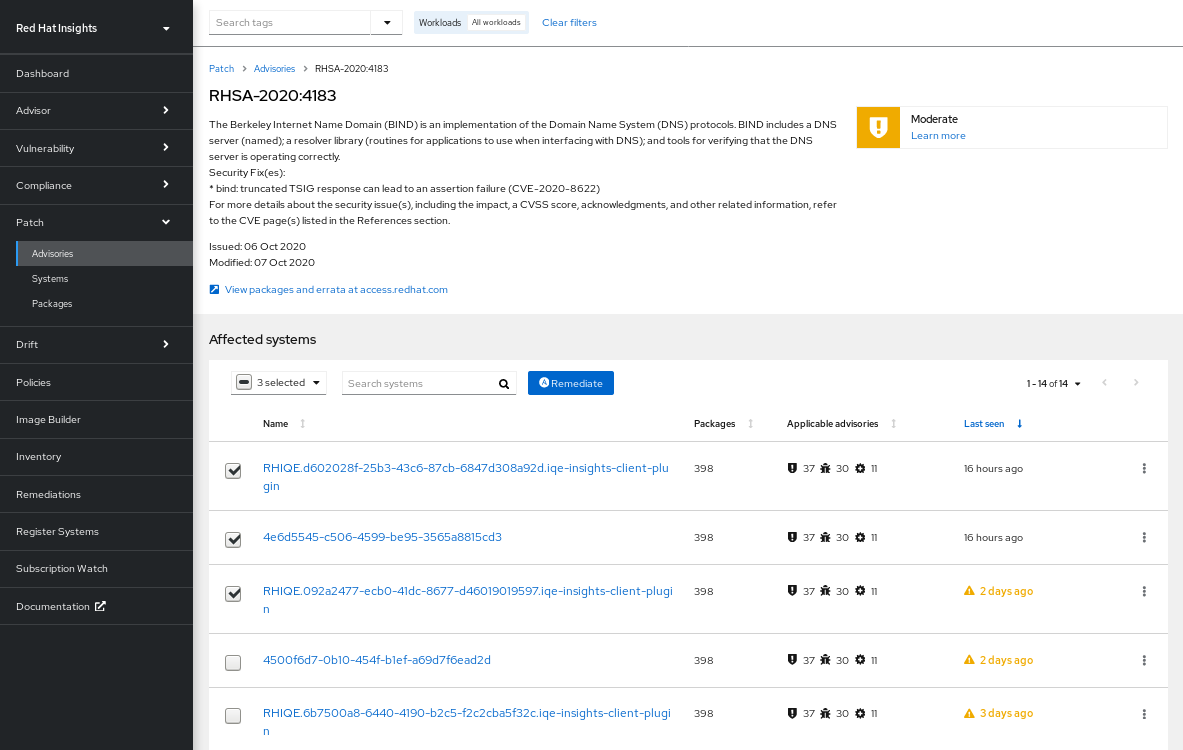 Red Hat Insights
Dashboard
Advisor
Vulnerability
Compliance
Patch
Advisories
Systems
Packages
Drift
Policies
Image Builder
Inventory
Remediations
Register Systems
Subscription Watch
Documentation
Search tags
Workloads All workloads
Clear filters
Patch > Advisories > RHSA-2020:4183
RHSA-2020:4183
The Berkeley Internet Name Domain (BIND) is an implementation of the Domain Name System (DNS) protocols. BIND includes a DNS
server (named); a resolver library (routines for applications to use when interfacing with DNS); and tools for verifying that the DNS
server is operating correctly.
Security Fix(es):
* bind: truncated TSIG response can lead to an assertion failure (CVE-2020-8622)
For more details about the security issue(s), including the impact, a CVSS score, acknowledgments, and other related information, refer
to the CVE page(s) listed in the References section.
Issued: 06 Oct 2020
Modified: 07 Oct 2020
View packages and errata at access.redhat.com
Moderate
Learn more
Affected systems
3 selected
Search systems
Remediate
1 - 14 of 14
Name Packages Applicable advisories Last seen
RHIQE.d602028f-25b3-43c6-87cb-6847d308a92d.iqe-insights-client-plu
gin
398 37 30 11 16 hours ago
4e6d5545-c506-4599-be95-3565a8815cd3 398 37 30 11 16 hours ago
RHIQE.092a2477-ecb0-41dc-8677-d46019019597.iqe-insights-client-plugi
n
398 37 30 11 2 days ago
4500f6d7-0b10-454f-b1ef-a69d7f6ead2d 398 37 30 11 2 days ago
RHIQE.6b7500a8-6440-4190-b2c5-f2c2cba5f32c.iqe-insights-client-plugi
n
398 37 30 11 3 days ago